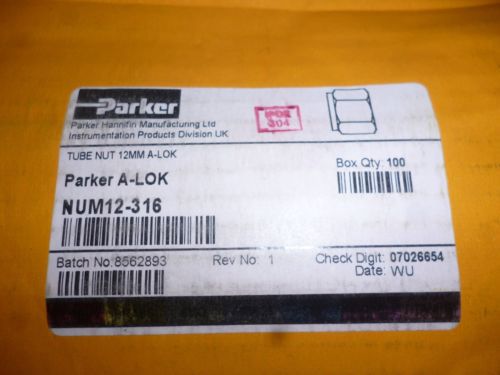 Parker
Parker Hannifin Manufacturing Ltd
Instrumentation Products Division UK
304
TUBE NUT 12MM A-LOK
Box Qty: 100
Parker A-LOK
NUM12-316
Batch No:8562893
Rev No: 1
Check Digit: 07026654
Date: WU